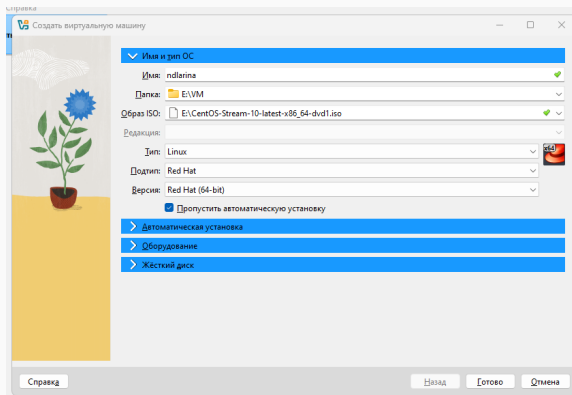 Справка
Создать виртуальную машину
Имя и тип ОС
Имя: ndlarina
Папка: E:\VM
Образ ISO: E:\CentOS-Stream-10-latest-x86_64-dvd1.iso
Редакция:
Тип: Linux
64
Подтип: Red Hat
Версия: Red Hat (64-bit)
Пропустить автоматическую установку
Автоматическая установка
Оборудование
Жёсткий диск
Справка Назад Готово Отмена